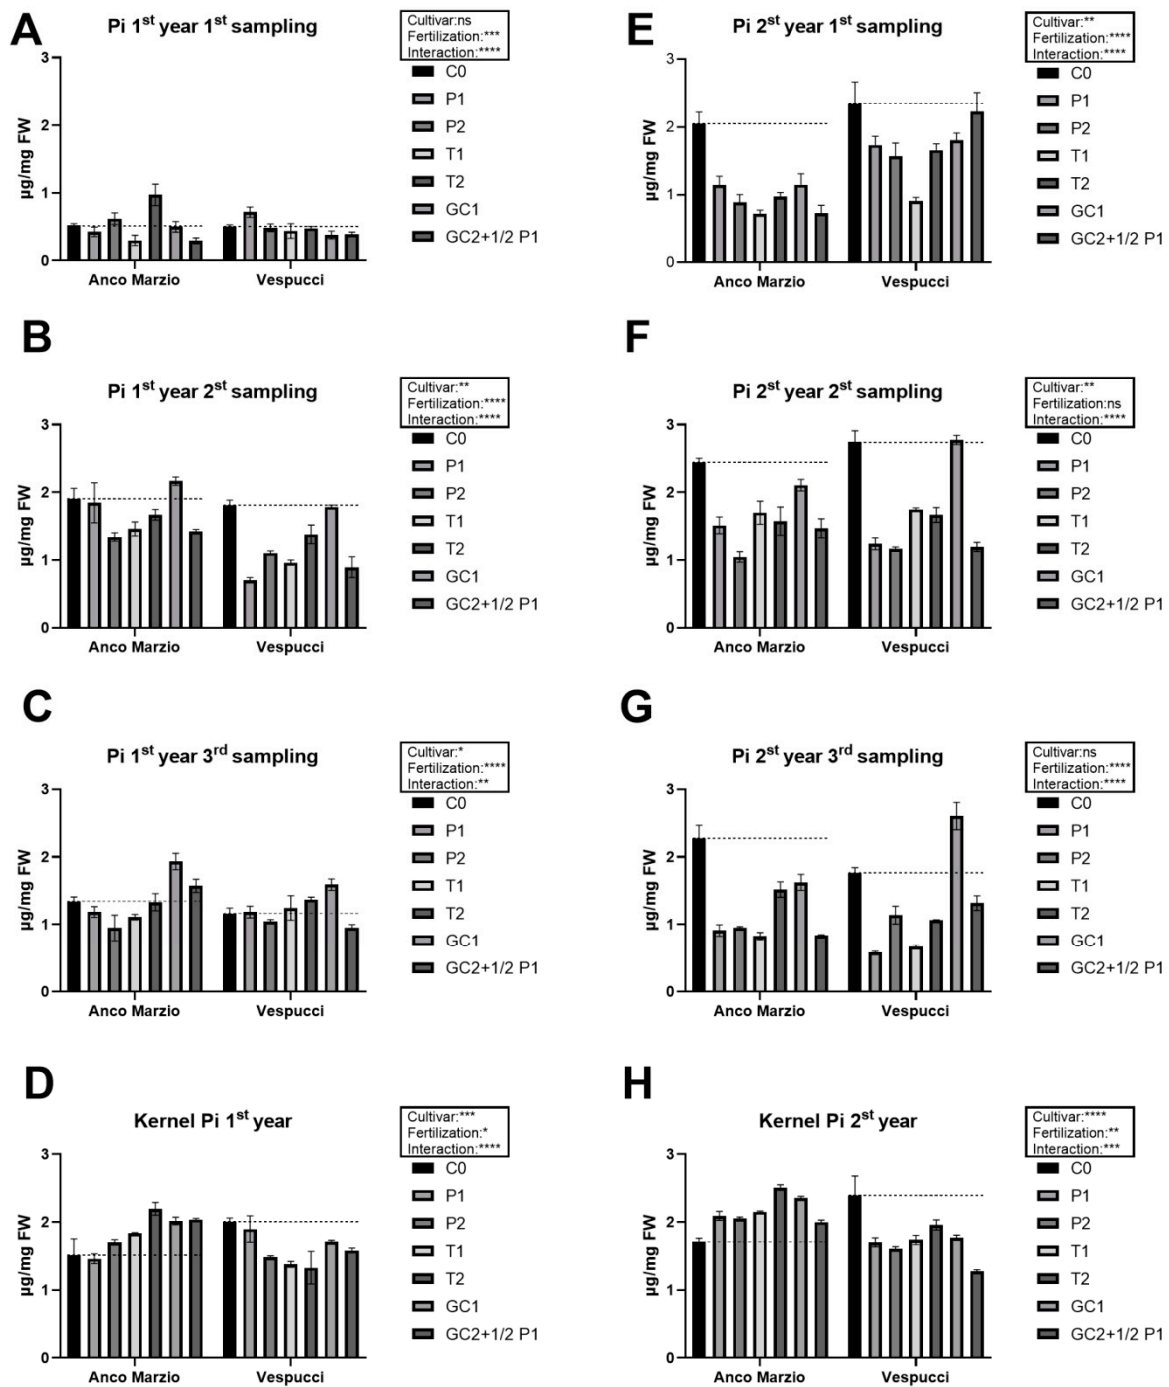 A
Pi 1st year 1st sampling
Cultivar:ns
Fertilization:***
Interaction:****
µg/mg FW
3
2
1
0
Anco Marzio
Vespucci
C0
P1
P2
T1
T2
GC1
GC2+1/2 P1
E
Pi 2st year 1st sampling
Cultivar:**
Fertilization:****
Interaction:****
µg/mg FW
3
2
1
0
Anco Marzio
Vespucci
C0
P1
P2
T1
T2
GC1
GC2+1/2 P1
B
Pi 1st year 2st sampling
Cultivar:**
Fertilization:****
Interaction:****
µg/mg FW
3
2
1
0
Anco Marzio
Vespucci
C0
P1
P2
T1
T2
GC1
GC2+1/2 P1
F
Pi 2st year 2st sampling
Cultivar:**
Fertilization:ns
Interaction:****
µg/mg FW
3
2
1
0
Anco Marzio
Vespucci
C0
P1
P2
T1
T2
GC1
GC2+1/2 P1
C
Pi 1st year 3rd sampling
Cultivar:*
Fertilization:****
Interaction:**
µg/mg FW
3
2
1
0
Anco Marzio
Vespucci
C0
P1
P2
T1
T2
GC1
GC2+1/2 P1
G
Pi 2st year 3rd sampling
Cultivar:ns
Fertilization:****
Interaction:****
µg/mg FW
3
2
1
0
Anco Marzio
Vespucci
C0
P1
P2
T1
T2
GC1
GC2+1/2 P1
D
Kernel Pi 1st year
Cultivar:***
Fertilization:*
Interaction:****
µg/mg FW
3
2
1
0
Anco Marzio
Vespucci
C0
P1
P2
T1
T2
GC1
GC2+1/2 P1
H
Kernel Pi 2st year
Cultivar:****
Fertilization:**
Interaction:***
µg/mg FW
3
2
1
0
Anco Marzio
Vespucci
C0
P1
P2
T1
T2
GC1
GC2+1/2 P1